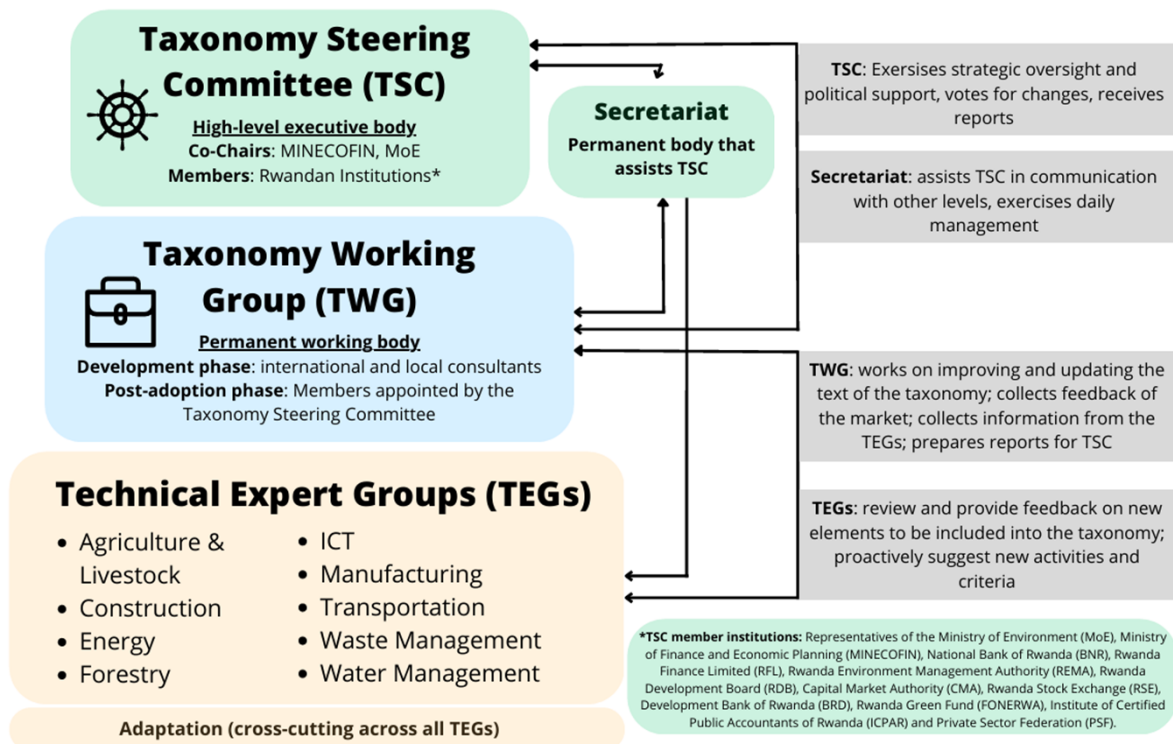 Taxonomy Steering
Committee (TSC)
High-level executive body
Co-Chairs: MINECOFIN, MoE
Members: Rwandan Institutions*
Secretariat
Permanent body that
assists TSC
TSC: Exersises strategic oversight and
political support, votes for changes, receives
reports
Secretariat: assists TSC in communication
with other levels, exercises daily
management
Taxonomy Working
Group (TWG)
Permanent working body
Development phase: international and local consultants
Post-adoption phase: Members appointed by the
Taxonomy Steering Committee
TWG: works on improving and updating the
text of the taxonomy; collects feedback of
the market; collects information from the
TEGs; prepares reports for TSC
Technical Expert Groups (TEGs)
• Agriculture &
Livestock
• Construction
• Energy
• Forestry
• ICT
• Manufacturing
• Transportation
• Waste Management
• Water Management
TEGs: review and provide feedback on new
elements to be included into the taxonomy;
proactively suggest new activities and
criteria
Adaptation (cross-cutting across all TEGs)
*TSC member institutions: Representatives of the Ministry of Environment (MoE), Ministry
of Finance and Economic Planning (MINECOFIN), National Bank of Rwanda (BNR), Rwanda
Finance Limited (RFL), Rwanda Environment Management Authority (REMA), Rwanda
Development Board (RDB), Capital Market Authority (CMA), Rwanda Stock Exchange (RSE),
Development Bank of Rwanda (BRD), Rwanda Green Fund (FONERWA), Institute of Certified
Public Accountants of Rwanda (ICPAR) and Private Sector Federation (PSF).